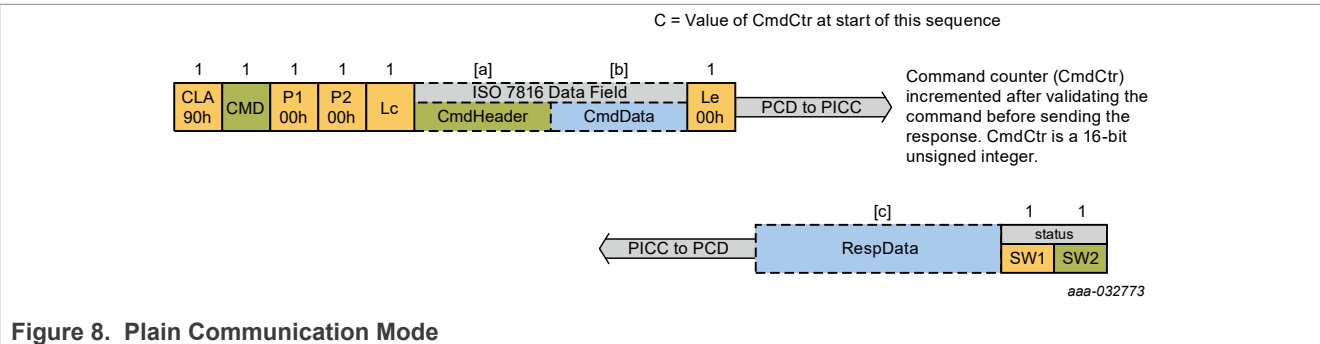 C = Value of CmdCtr at start of this sequence
1 1 1 1 1 [a] [b] 1
CLA 90h CMD P1 00h P2 00h Lc ISO 7816 Data Field CmdHeader CmdData Le 00h PCD to PICC
Command counter (CmdCtr)
incremented after validating the
command before sending the
response. CmdCtr is a 16-bit
unsigned integer.
[c] 1 1
PICC to PCD RespData status SW1 SW2
aaa-032773
Figure 8. Plain Communication Mode